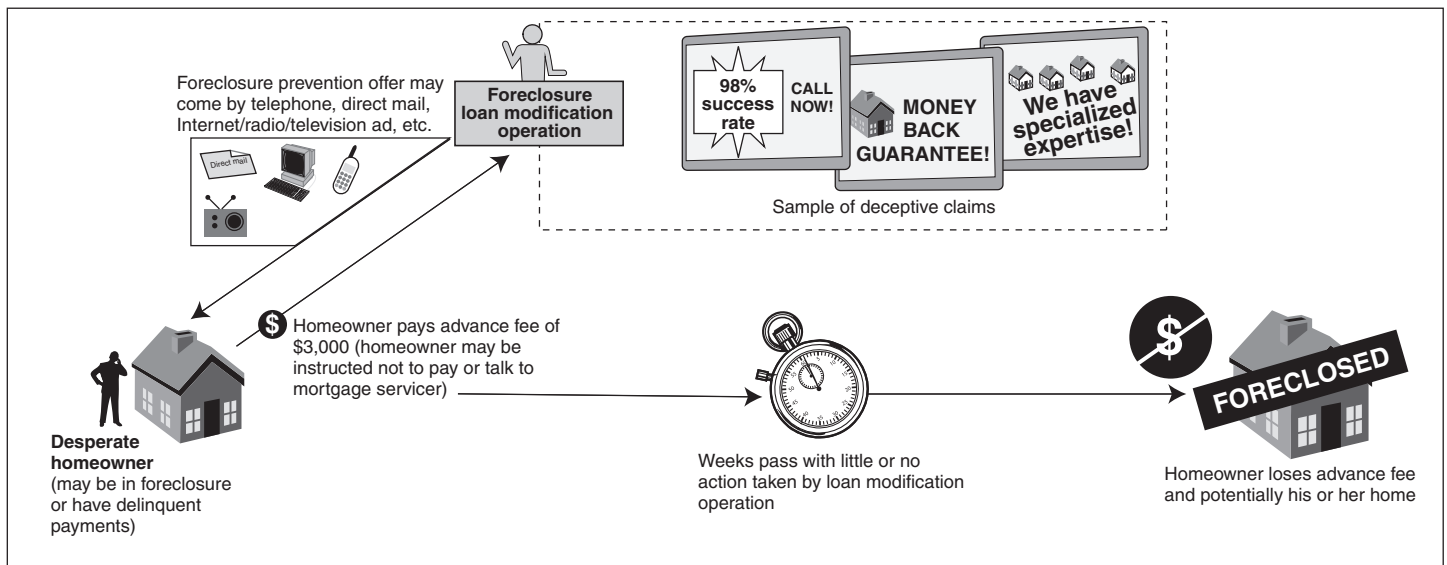 Foreclosure prevention offer may
come by telephone, direct mail,
Internet/radio/television ad, etc.
Direct mail
Foreclosure
loan modification
operation
98%
success
rate
CALL
NOW!
MONEY
BACK
GUARANTEE!
We have
specialized
expertise!
Sample of deceptive claims
$
Homeowner pays advance fee of
$3,000 (homeowner may be
instructed not to pay or talk to
mortgage servicer)
Desperate
homeowner
(may be in foreclosure
or have delinquent
payments)
Weeks pass with little or no
action taken by loan modification
operation
$
FORECLOSED
Homeowner loses advance fee
and potentially his or her home